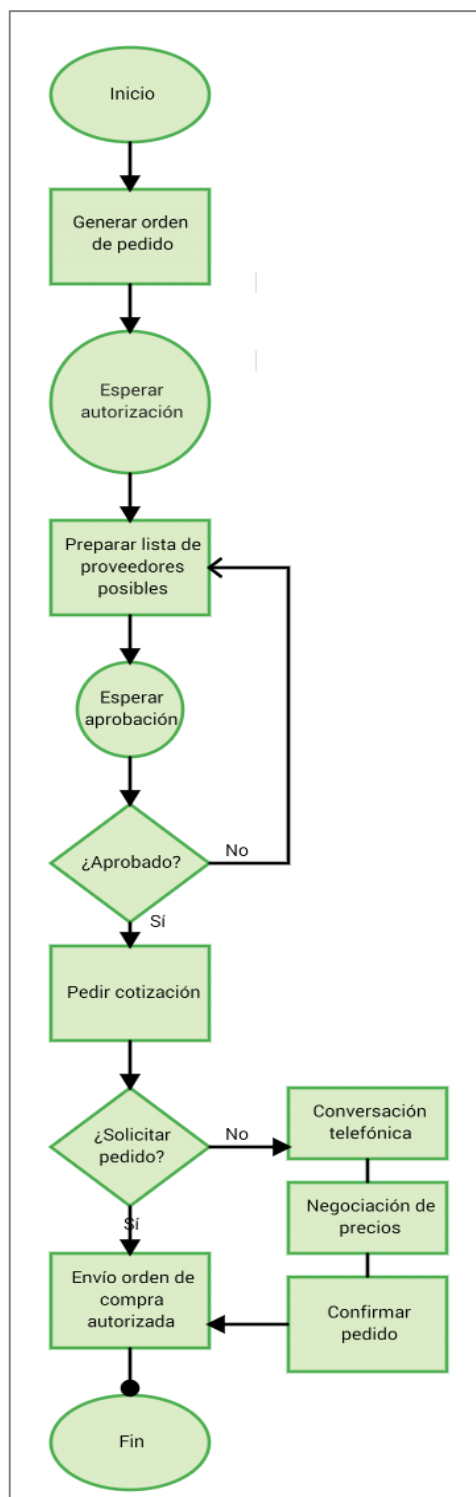 Inicio
Generar orden
de pedido
Esperar
autorización
Preparar lista de
proveedores
posibles
Esperar
aprobación
¿Aprobado?
No
Sí
Pedir cotización
¿Solicitar
pedido?
No
Sí
Conversación
telefónica
Negociación de
precios
Confirmar
pedido
Envío orden de
compra
autorizada
Fin